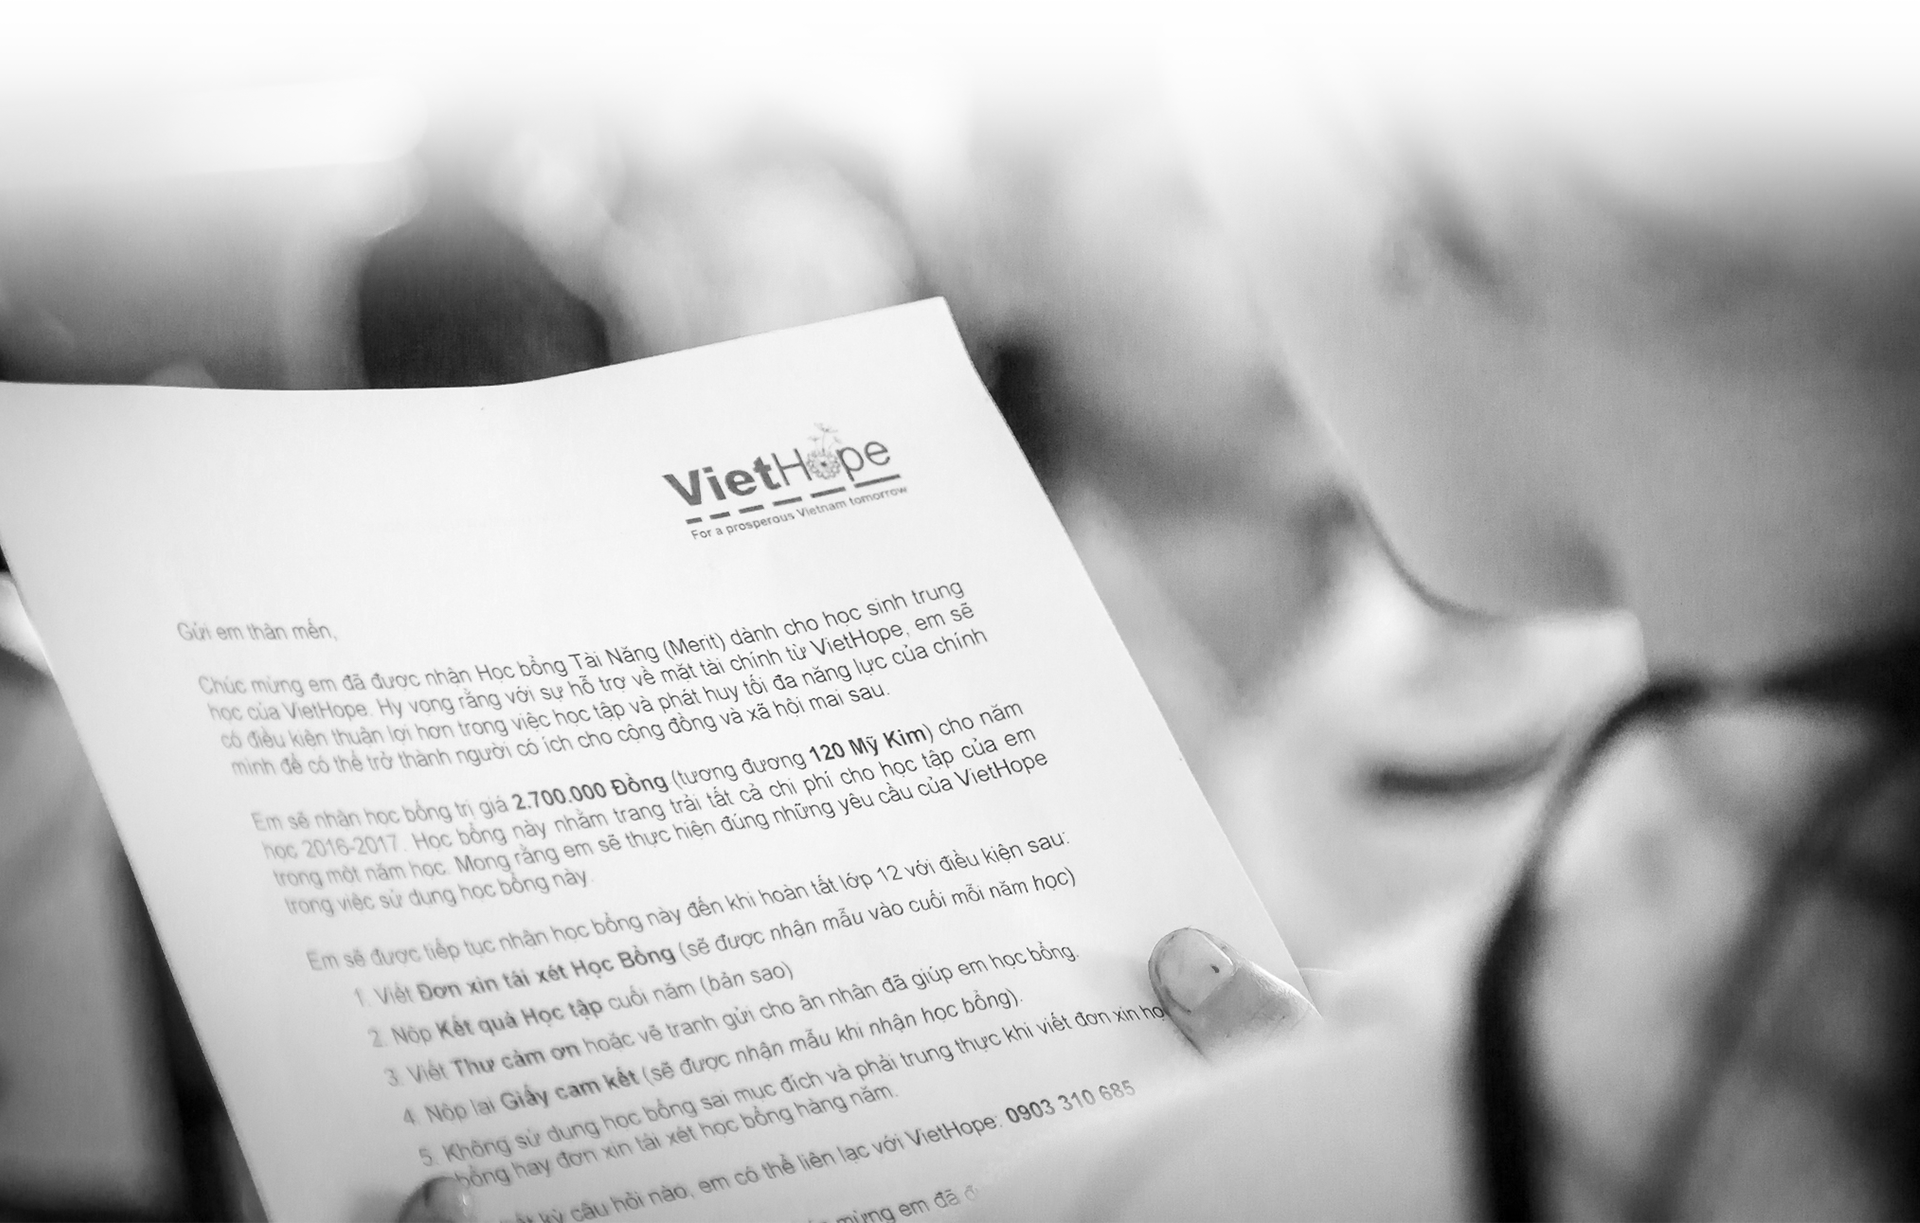 VietHope
For a prosperous Vietnam tomorrow
Gửi em thân mến,
Chúc mừng em đã được nhận Học bổng Tài Năng (Merit) dành cho học sinh trung
học của VietHope. Hy vọng rằng với sự hỗ trợ về mặt tài chính từ VietHope, em sẽ
có điều kiện thuận lợi hơn trong việc học tập và phát huy tối đa năng lực của chính
mình để có thể trở thành người có ích cho cộng đồng và xã hội mai sau.
Em sẽ nhận học bổng trị giá 2.700.000 Đồng (tương đương 120 Mỹ Kim) cho năm
học 2016-2017. Học bổng này nhằm trang trải tất cả chi phí cho học tập của em
trong một năm học. Mong rằng em sẽ thực hiện đúng những yêu cầu của VietHope
trong việc sử dụng học bổng này.
Em sẽ được tiếp tục nhận học bổng này đến khi hoàn tất lớp 12 với điều kiện sau:
1. Viết Đơn xin tái xét Học Bổng (sẽ được nhận mẫu vào cuối mỗi năm học)
2. Nộp Kết quả Học tập cuối năm (bản sao)
3. Viết Thư cảm ơn hoặc vẽ tranh gửi cho ân nhân đã giúp em học bổng.
4. Nộp lại Giấy cam kết (sẽ được nhận mẫu khi nhận học bổng).
5. Không sử dụng học bổng sai mục đích và phải trung thực khi viết đơn xin
bổng hay đơn xin tái xét học bổng hàng năm.
kỳ câu hỏi nào, em có thể liên lạc với VietHope: 0903 310 685
mừng em đã